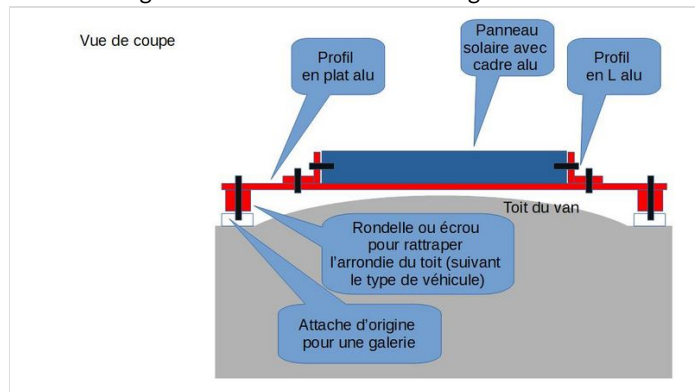 Vue de coupe
Profil
en plat alu
Panneau
solaire avec
cadre alu
Profil
en L alu
Toit du van
Rondelle ou écrou
pour rattraper
l'arrondie du toit (suivant
le type de véhicule)
Attache d'origine
pour une galerie